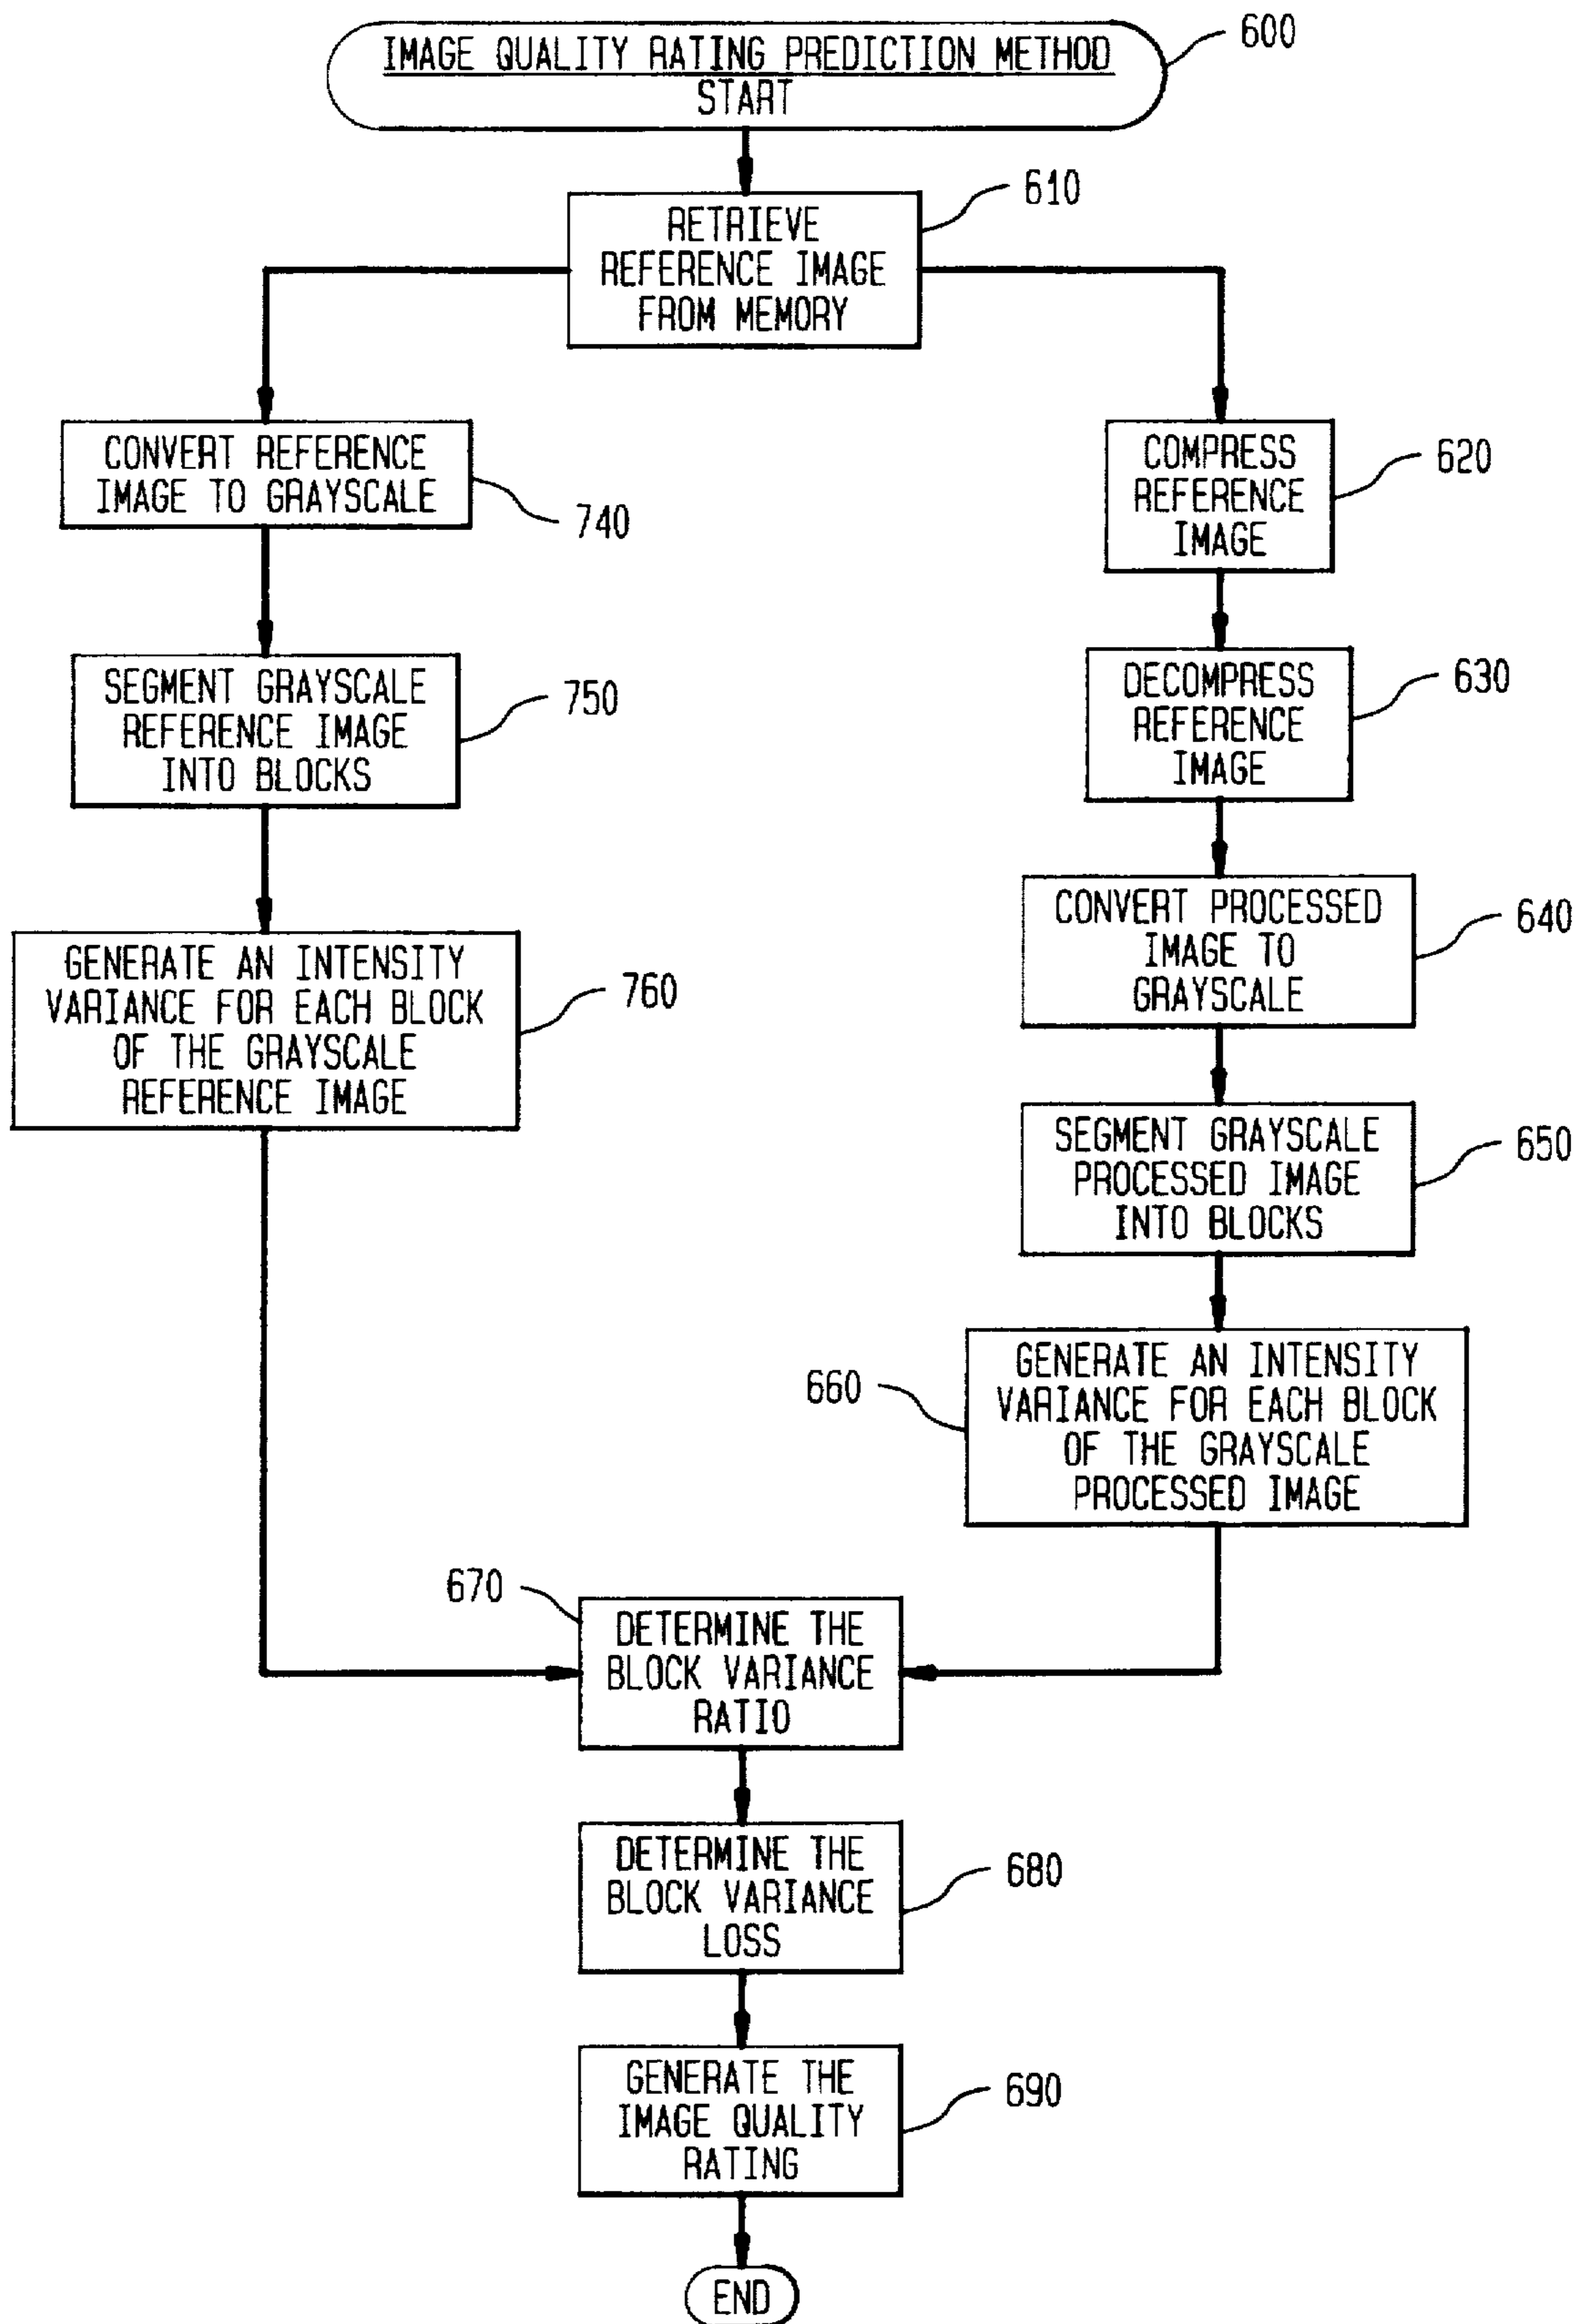 IMAGE QUALITY RATING PREDICTION METHOD
START
600
RETRIEVE
REFERENCE IMAGE
FROM MEMORY
610
CONVERT REFERENCE
IMAGE TO GRAYSCALE
740
SEGMENT GRAYSCALE
REFERENCE IMAGE
INTO BLOCKS
750
GENERATE AN INTENSITY
VARIANCE FOR EACH BLOCK
OF THE GRAYSCALE
REFERENCE IMAGE
760
COMPRESS
REFERENCE
IMAGE
620
DECOMPRESS
REFERENCE
IMAGE
630
CONVERT PROCESSED
IMAGE TO
GRAYSCALE
640
SEGMENT GRAYSCALE
PROCESSED IMAGE
INTO BLOCKS
650
GENERATE AN INTENSITY
VARIANCE FOR EACH BLOCK
OF THE GRAYSCALE
PROCESSED IMAGE
660
DETERMINE THE
BLOCK VARIANCE
RATIO
670
DETERMINE THE
BLOCK VARIANCE
LOSS
680
GENERATE THE
IMAGE QUALITY
RATING
690
END